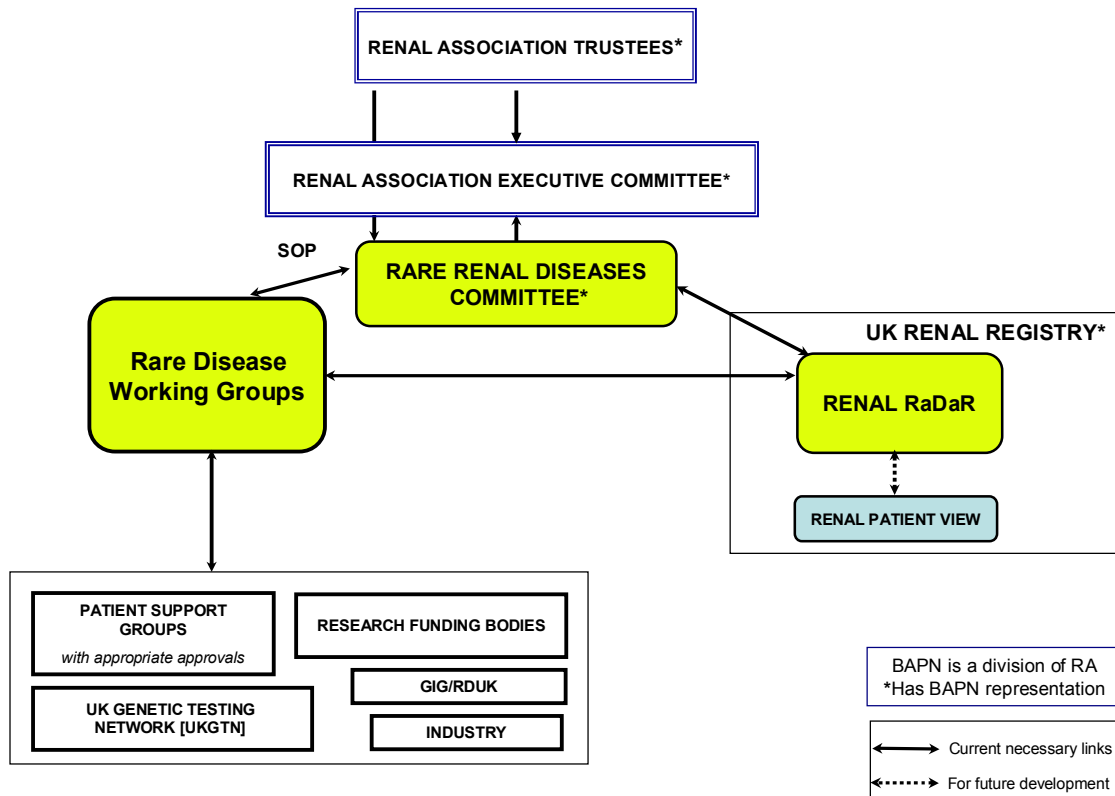 RENAL ASSOCIATION TRUSTEES*
RENAL ASSOCIATION EXECUTIVE COMMITTEE*
SOP
RARE RENAL DISEASES
COMMITTEE*
Rare Disease
Working Groups
UK RENAL REGISTRY*
RENAL RaDaR
RENAL PATIENT VIEW
PATIENT SUPPORT
GROUPS
with appropriate approvals
UK GENETIC TESTING
NETWORK [UKGTN]
RESEARCH FUNDING BODIES
GIG/RDUK
INDUSTRY
BAPN is a division of RA
*Has BAPN representation
Current necessary links
For future development